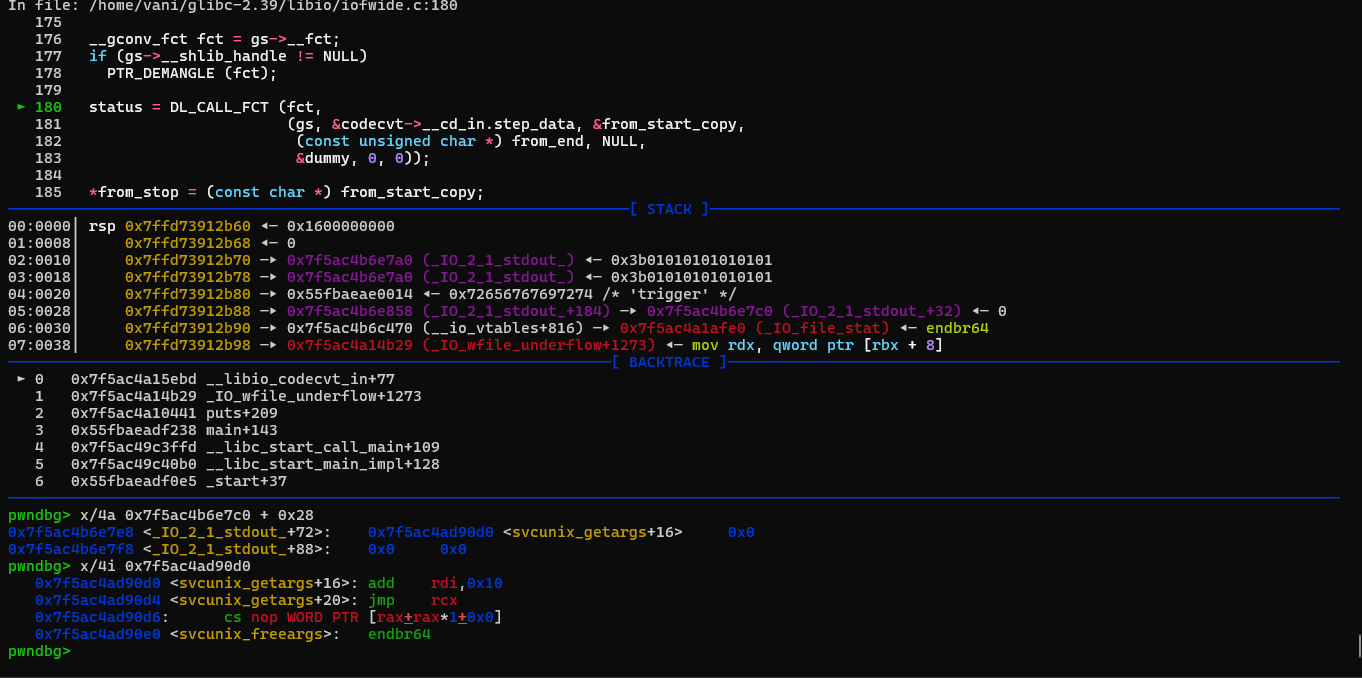 In file: /home/vani/glibc-2.39/libio/iofwide.c:180
175
176 __gconv_fct fct = gs->__fct;
177 if (gs->__shlib_handle != NULL)
178 PTR_DEMANGLE (fct);
179
► 180 status = DL_CALL_FCT (fct,
181 (gs, &codecvt->__cd_in.step_data, &from_start_copy,
182 (const unsigned char *) from_end, NULL,
183 &dummy, 0, 0));
184
185 *from_stop = (const char *) from_start_copy;
[ STACK ]
00:0000│ rsp 0x7ffd73912b60 ◂— 0x1600000000
01:0008│ 0x7ffd73912b68 ◂— 0
02:0010│ 0x7ffd73912b70 —▸ 0x7f5ac4b6e7a0 (_IO_2_1_stdout_) ◂— 0x3b01010101010101
03:0018│ 0x7ffd73912b78 —▸ 0x7f5ac4b6e7a0 (_IO_2_1_stdout_) ◂— 0x3b01010101010101
04:0020│ 0x7ffd73912b80 —▸ 0x55fbaeae0014 ◂— 0x72656767697274 /* 'trigger' */
05:0028│ 0x7ffd73912b88 —▸ 0x7f5ac4b6e858 (_IO_2_1_stdout_+184) —▸ 0x7f5ac4b6e7c0 (_IO_2_1_stdout_+32) ◂— 0
06:0030│ 0x7ffd73912b90 —▸ 0x7f5ac4b6c470 (__io_vtables+816) —▸ 0x7f5ac4a1afe0 (_IO_file_stat) ◂— endbr64
07:0038│ 0x7ffd73912b98 —▸ 0x7f5ac4a14b29 (_IO_wfile_underflow+1273) ◂— mov rdx, qword ptr [rbx + 8]
[ BACKTRACE ]
► 0 0x7f5ac4a15ebd __libio_codecvt_in+77
1 0x7f5ac4a14b29 _IO_wfile_underflow+1273
2 0x7f5ac4a10441 puts+209
3 0x55fbaeadf238 main+143
4 0x7f5ac49c3ffd __libc_start_call_main+109
5 0x7f5ac49c40b0 __libc_start_main_impl+128
6 0x55fbaeadf0e5 _start+37
pwndbg> x/4a 0x7f5ac4b6e7c0 + 0x28
0x7f5ac4b6e7e8 <_IO_2_1_stdout_+72>: 0x7f5ac4ad90d0 <svcunix_getargs+16> 0x0
0x7f5ac4b6e7f8 <_IO_2_1_stdout_+88>: 0x0 0x0
pwndbg> x/4i 0x7f5ac4ad90d0
0x7f5ac4ad90d0 <svcunix_getargs+16>: add rdi,0x10
0x7f5ac4ad90d4 <svcunix_getargs+20>: jmp rcx
0x7f5ac4ad90d6: cs nop WORD PTR [rax+rax*1+0x0]
0x7f5ac4ad90e0 <svcunix_freeargs>: endbr64
pwndbg>